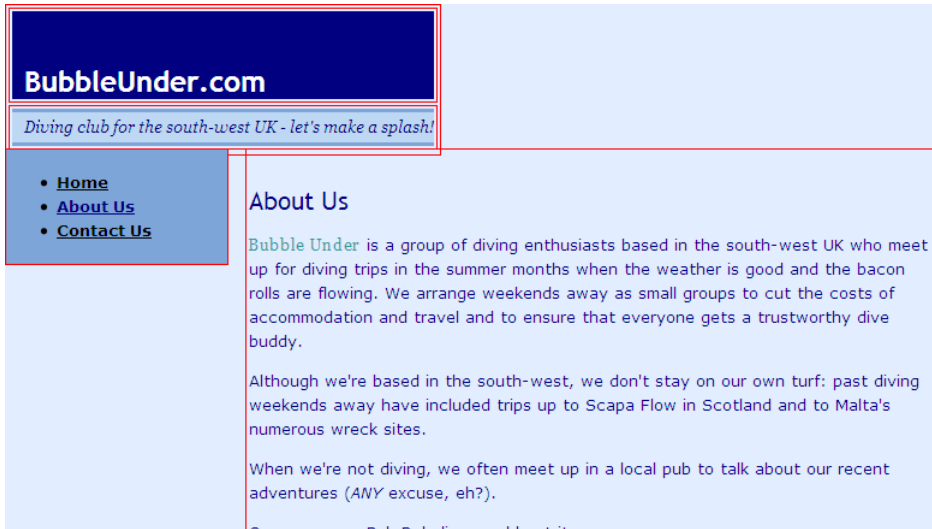 BubbleUnder.com
Diving club for the south-west UK - let's make a splash!
Home
About Us
Contact Us
About Us
Bubble Under is a group of diving enthusiasts based in the south-west UK who meet
up for diving trips in the summer months when the weather is good and the bacon
rolls are flowing. We arrange weekends away as small groups to cut the costs of
accommodation and travel and to ensure that everyone gets a trustworthy dive
buddy.
Although we're based in the south-west, we don't stay on our own turf: past diving
weekends away have included trips up to Scapa Flow in Scotland and to Malta's
numerous wreck sites.
When we're not diving, we often meet up in a local pub to talk about our recent
adventures (ANY excuse, eh?).